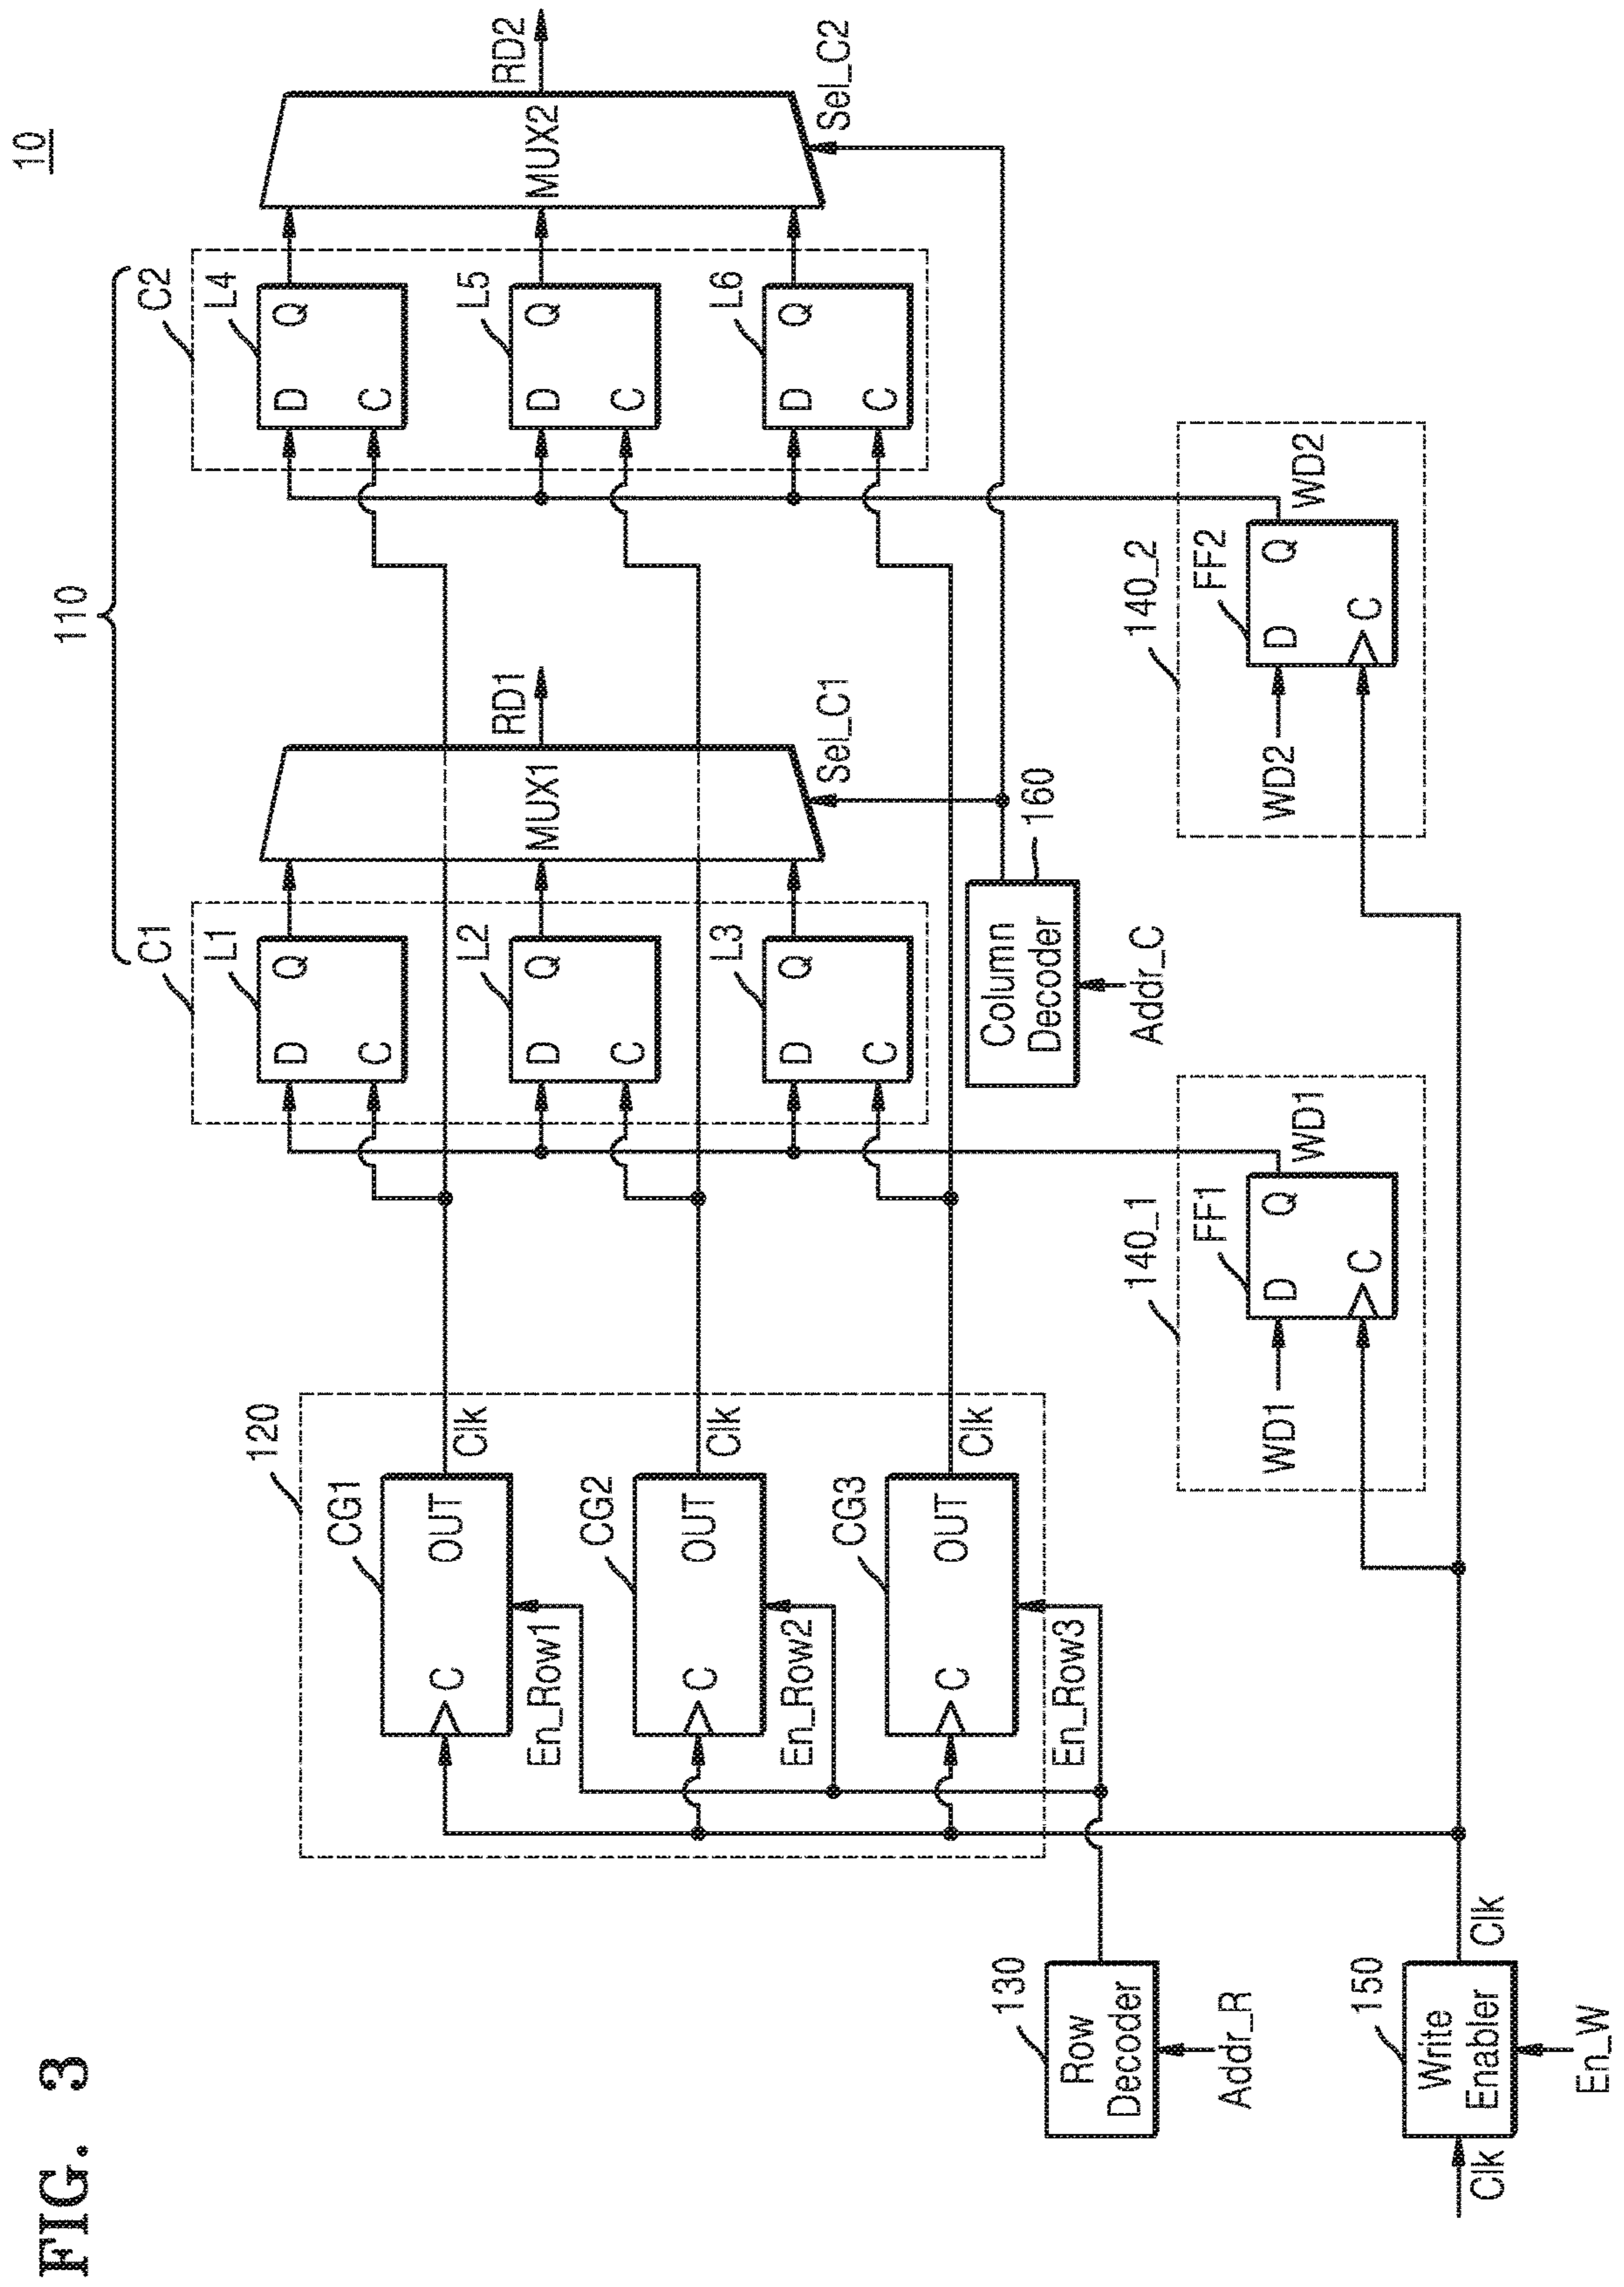 FIG. 3
10
110
C1
C2
120
L1
D
Q
C
L4
D
Q
C
CG1
C
OUT
Clk
En_Row1
MUX1
RD1
MUX2
RD2
L2
D
Q
C
L5
D
Q
C
CG2
C
OUT
Clk
En_Row2
L3
D
Q
C
L6
D
Q
C
Sel_C1
Sel_C2
CG3
C
OUT
Clk
En_Row3
130
Row
Decoder
Addr_R
160
Column
Decoder
Addr_C
140_1
FF1
WD1
D
Q
C
WD1
140_2
FF2
WD2
D
Q
C
WD2
150
Clk
Write
Enabler
Clk
En_W